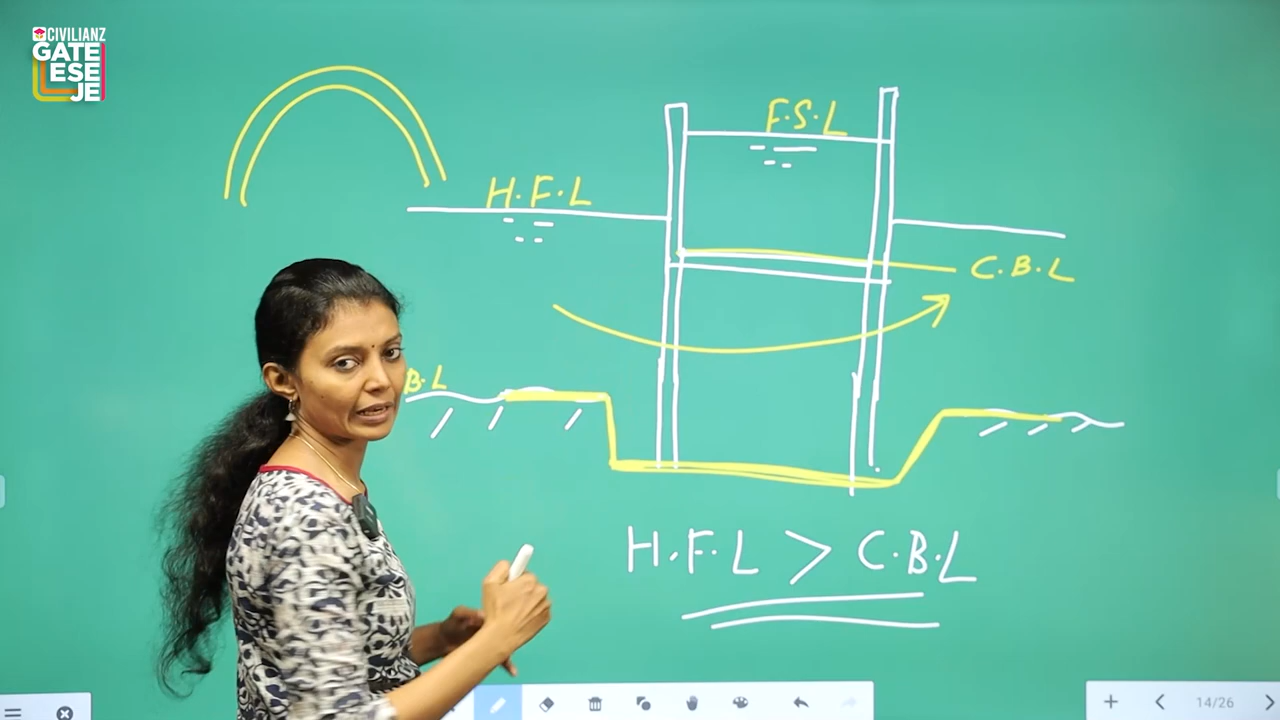 CIVILIANZ
GATE
ESE
JE
F.S.L
H.F.L
C.B.L
B.L
H.F.L > C.B.L
14/26